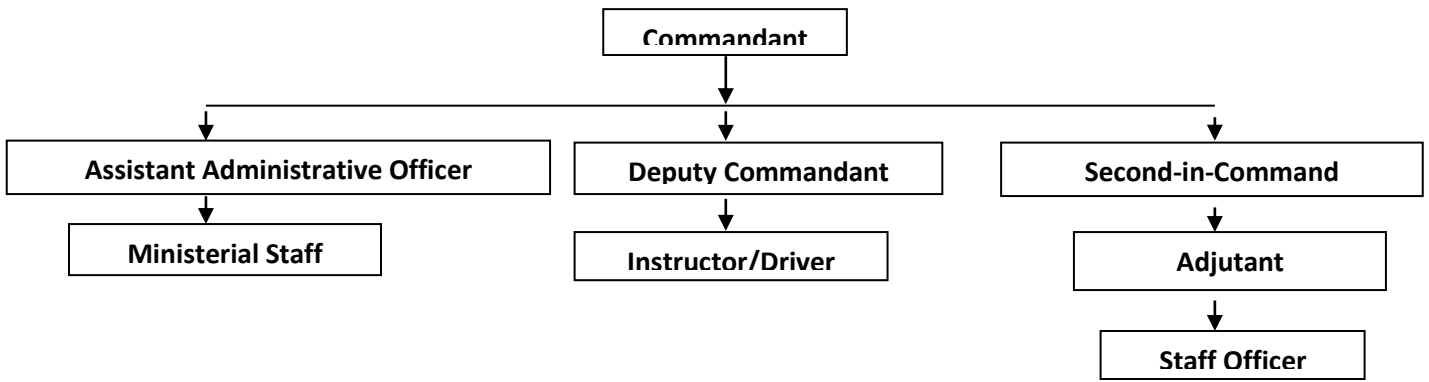 Commandant
Assistant Administrative Officer
Deputy Commandant
Second-in-Command
Ministerial Staff
Instructor/Driver
Adjutant
Staff Officer